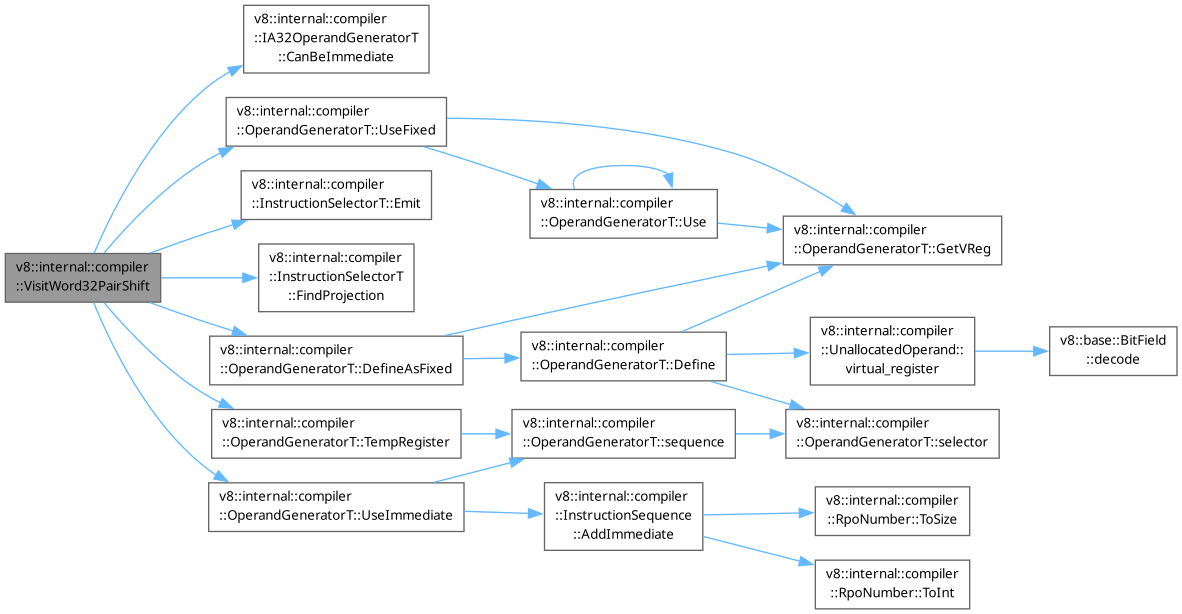 v8::internal::compiler
::IA32OperandGeneratorT
::CanBeImmediate
v8::internal::compiler
::OperandGeneratorT::UseFixed
v8::internal::compiler
::InstructionSelectorT::Emit
v8::internal::compiler
::OperandGeneratorT::Use
v8::internal::compiler
::OperandGeneratorT::GetVReg
v8::internal::compiler
::VisitWord32PairShift
v8::internal::compiler
::InstructionSelectorT
::FindProjection
v8::internal::compiler
::OperandGeneratorT::DefineAsFixed
v8::internal::compiler
::OperandGeneratorT::Define
v8::internal::compiler
::UnallocatedOperand::
virtual_register
v8::base::BitField
::decode
v8::internal::compiler
::OperandGeneratorT::TempRegister
v8::internal::compiler
::OperandGeneratorT::sequence
v8::internal::compiler
::OperandGeneratorT::selector
v8::internal::compiler
::OperandGeneratorT::UseImmediate
v8::internal::compiler
::InstructionSequence
::AddImmediate
v8::internal::compiler
::RpoNumber::ToSize
v8::internal::compiler
::RpoNumber::ToInt